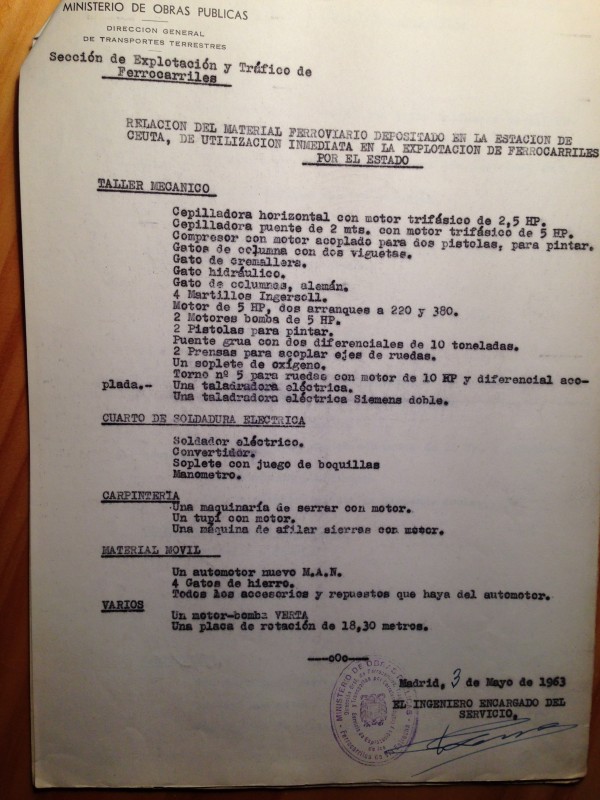 MINISTERIO DE OBRAS PUBLICAS
DIRECCION GENERAL
DE TRANSPORTES TERRESTRES
Sección de Explotación y Tráfico de
Ferrocarriles
RELACION DEL MATERIAL FERROVIARIO DEPOSITADO EN LA ESTACION DE
CEUTA, DE UTILIZACION INMEDIATA EN LA EXPLOTACION DE FERROCARRILES
POR EL ESTADO
TALLER MECANICO
Cepilladora horizontal con motor trifásico de 2,5 HP.
Cepilladora puente de 2 mts. con motor trifásico de 5 HP.
Compresor con motor acoplado para dos pistolas, para pintar.
Gatos de columna con dos viguetas.
Gato de cremallera.
Gato hidráulico.
Gato de columnas, alemán.
4 Martillos Ingersoll.
Motor de 5 HP, dos arranques a 220 y 380.
2 Motores bomba de 5 HP.
2 Pistolas para pintar.
Puente grua con dos diferenciales de 10 toneladas.
2 Prensas para acoplar ejes de ruedas.
Un soplete de oxígeno.
Torno nº 5 para ruedas con motor de 10 HP y diferencial aco-
plada.- Una taladradora eléctrica.
Una taladradora eléctrica Siemens doble.
CUARTO DE SOLDADURA ELECTRICA
Soldador eléctrico.
Convertidor.
Soplete con juego de boquillas
Manometro.
CARPINTERIA
Una maquinaría de serrar con motor.
Un tupí con motor.
Una máquina de afilar sierras con motor.
MATERIAL MOVIL
Un automotor nuevo M.A.N.
4 Gatos de hierro.
Todos los accesorios y repuestos que haya del automotor.
VARIOS
Un motor-bomba VERTA
Una placa de rotación de 18,30 metros.
---oOo---
MINISTERIO DE OBRAS PUBLICAS
Madrid, 3 de Mayo de 1963
EL INGENIERO ENCARGADO DEL
SERVICIO,